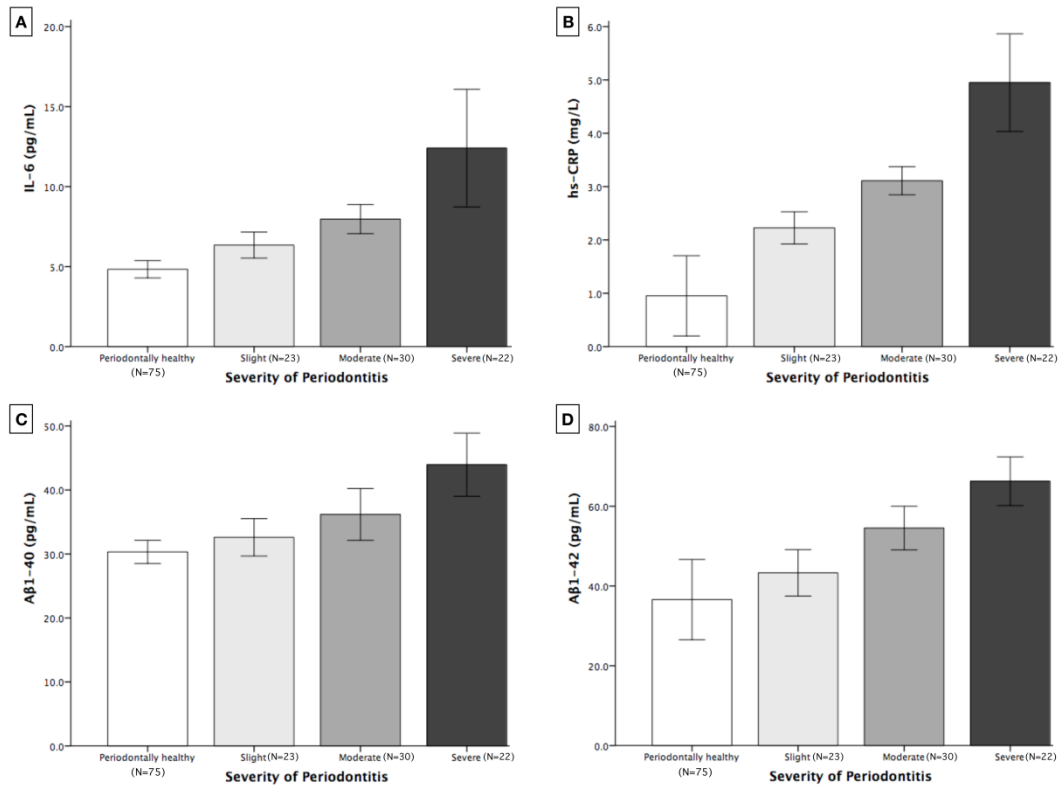 A
20.0
15.0
10.0
5.0
0.0
IL-6 (pg/mL)
Periodontally healthy
(N=75)
Slight (N=23)
Moderate (N=30)
Severe (N=22)
Severity of Periodontitis
B
6.0
5.0
4.0
3.0
2.0
1.0
0.0
hs-CRP (mg/L)
Periodontally healthy
(N=75)
Slight (N=23)
Moderate (N=30)
Severe (N=22)
Severity of Periodontitis
C
50.0
40.0
30.0
20.0
10.0
0.0
Aβ1-40 (pg/mL)
Periodontally healthy
(N=75)
Slight (N=23)
Moderate (N=30)
Severe (N=22)
Severity of Periodontitis
D
80.0
60.0
40.0
20.0
0.0
Aβ1-42 (pg/mL)
Periodontally healthy
(N=75)
Slight (N=23)
Moderate (N=30)
Severe (N=22)
Severity of Periodontitis